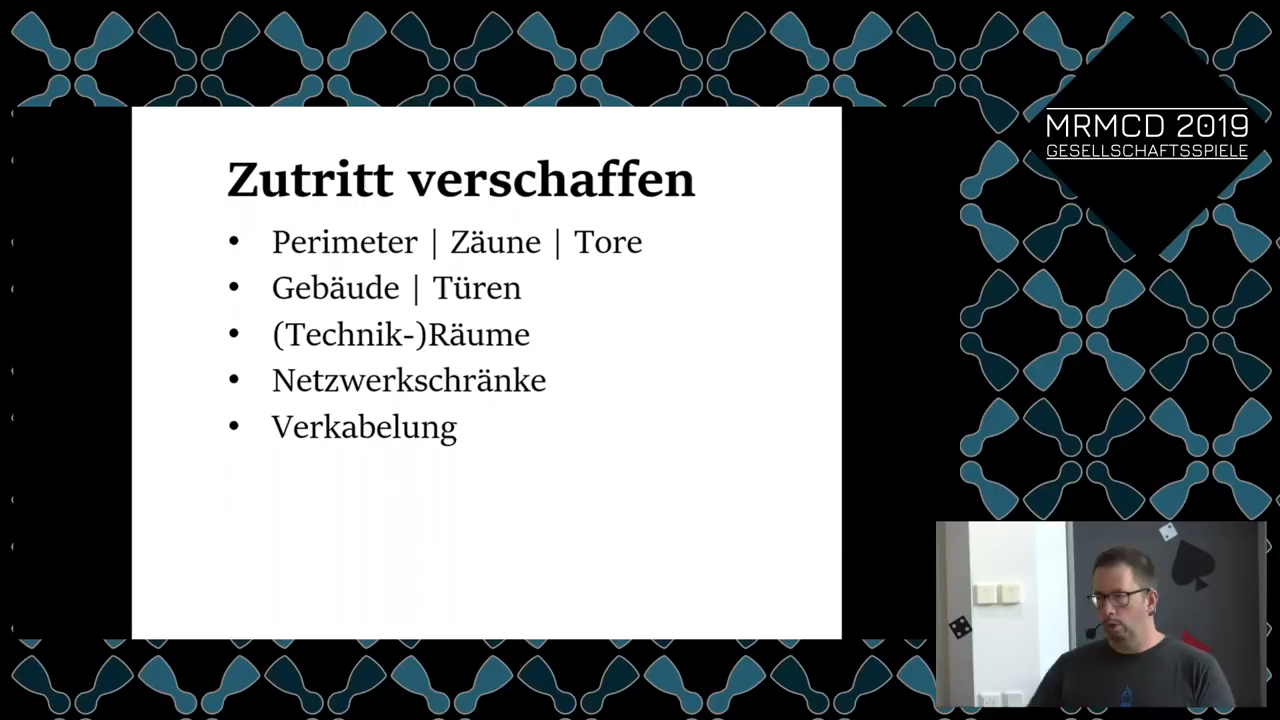 MRMCD 2019
GESELLSCHAFTSSPIELE
Zutritt verschaffen
• Perimeter | Zäune | Tore
• Gebäude | Türen
• (Technik-)Räume
• Netzwerkschränke
• Verkabelung